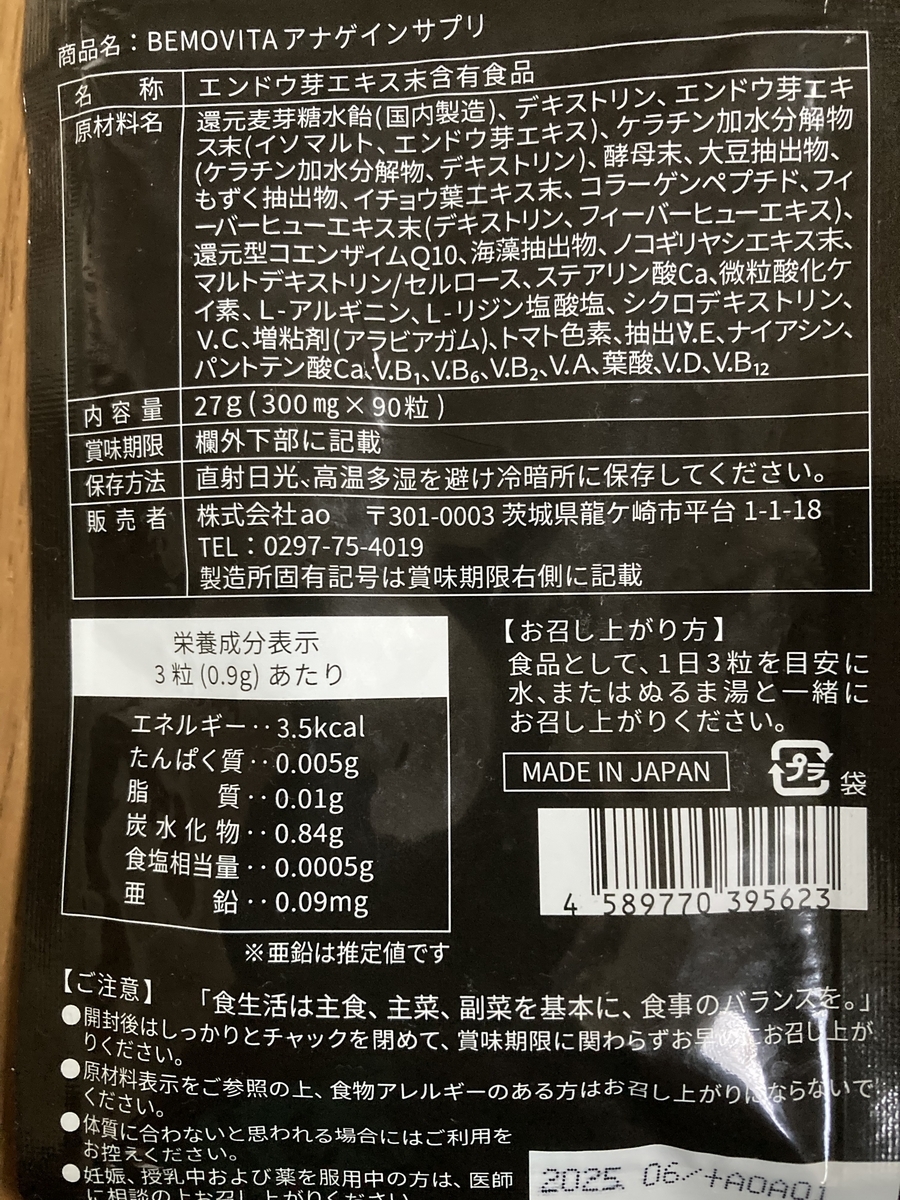 商品名：BEMOVITAアナゲインサプリ
名称 エンドウ芽エキス末含有食品
原材料名 還元麦芽糖水飴(国内製造)、デキストリン、エンドウ芽エキ
ス末(イソマルト、エンドウ芽エキス)、ケラチン加水分解物
(ケラチン加水分解物、デキストリン)、酵母末、大豆抽出物、
もずく抽出物、イチョウ葉エキス末、コラーゲンペプチド、フィ
ーバーヒューエキス末(デキストリン、フィーバーヒューエキス)、
還元型コエンザイムQ10、海藻抽出物、ノコギリヤシエキス末、
マルトデキストリン/セルロース、ステアリン酸Ca、微粒酸化ケ
イ素、L-アルギニン、L-リジン塩酸塩、シクロデキストリン、
V.C、増粘剤(アラビアガム)、トマト色素、抽出V.E、ナイアシン、
パントテン酸Ca、V.B₁、V.B₆、V.B₂、V.A、葉酸、V.D、V.B₁₂
内容量 27g(300mg×90粒)
賞味期限 欄外下部に記載
保存方法 直射日光、高温多湿を避け冷暗所に保存してください。
販売者 株式会社ao 〒301-0003 茨城県龍ケ崎市平台 1-1-18
TEL：0297-75-4019
製造所固有記号は賞味期限右側に記載
栄養成分表示
3粒(0.9g)あたり
エネルギー‥3.5kcal
たんぱく質‥0.005g
脂質‥0.01g
炭水化物‥0.84g
食塩相当量‥0.0005g
亜鉛‥0.09mg
※亜鉛は推定値です
【お召し上がり方】
食品として、1日3粒を目安に
水、またはぬるま湯と一緒に
お召し上がりください。
MADE IN JAPAN
プラ
袋
4 589770 395623
【ご注意】 「食生活は主食、主菜、副菜を基本に、食事のバランスを。」
●開封後はしっかりとチャックを閉めて、賞味期限に関わらずお早めにお召し上が
りください。
●原材料表示をご参照の上、食物アレルギーのある方はお召し上がりにならないで
ください。
●体質に合わないと思われる場合にはご利用を
お控えください。
●妊娠、授乳中および薬を服用中の方は、医師
に相談の上お召し上がりください。
2025. 06/+A0A01